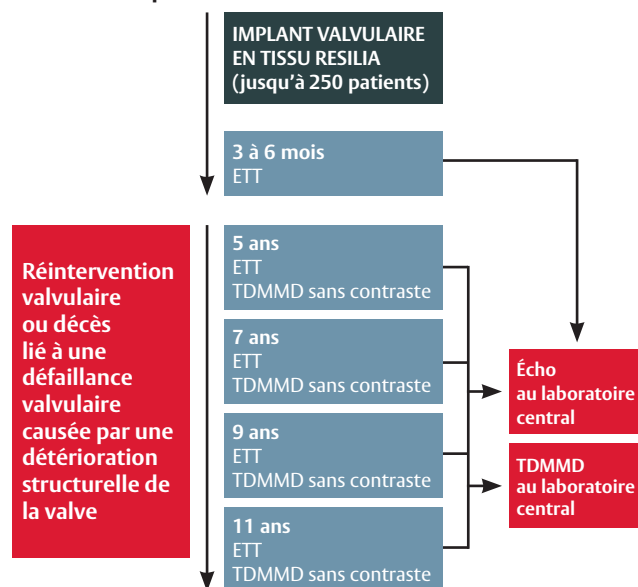 IMPLANT VALVULAIRE
EN TISSU RESILIA
(jusqu’à 250 patients)
3 à 6 mois
ETT
Réintervention
valvulaire
ou décès
lié à une
défaillance
valvulaire
causée par une
détérioration
structurelle de
la valve
5 ans
ETT
TDMMD sans contraste
7 ans
ETT
TDMMD sans contraste
9 ans
ETT
TDMMD sans contraste
11 ans
ETT
TDMMD sans contraste
Écho
au laboratoire
central
TDMMD
au laboratoire
central